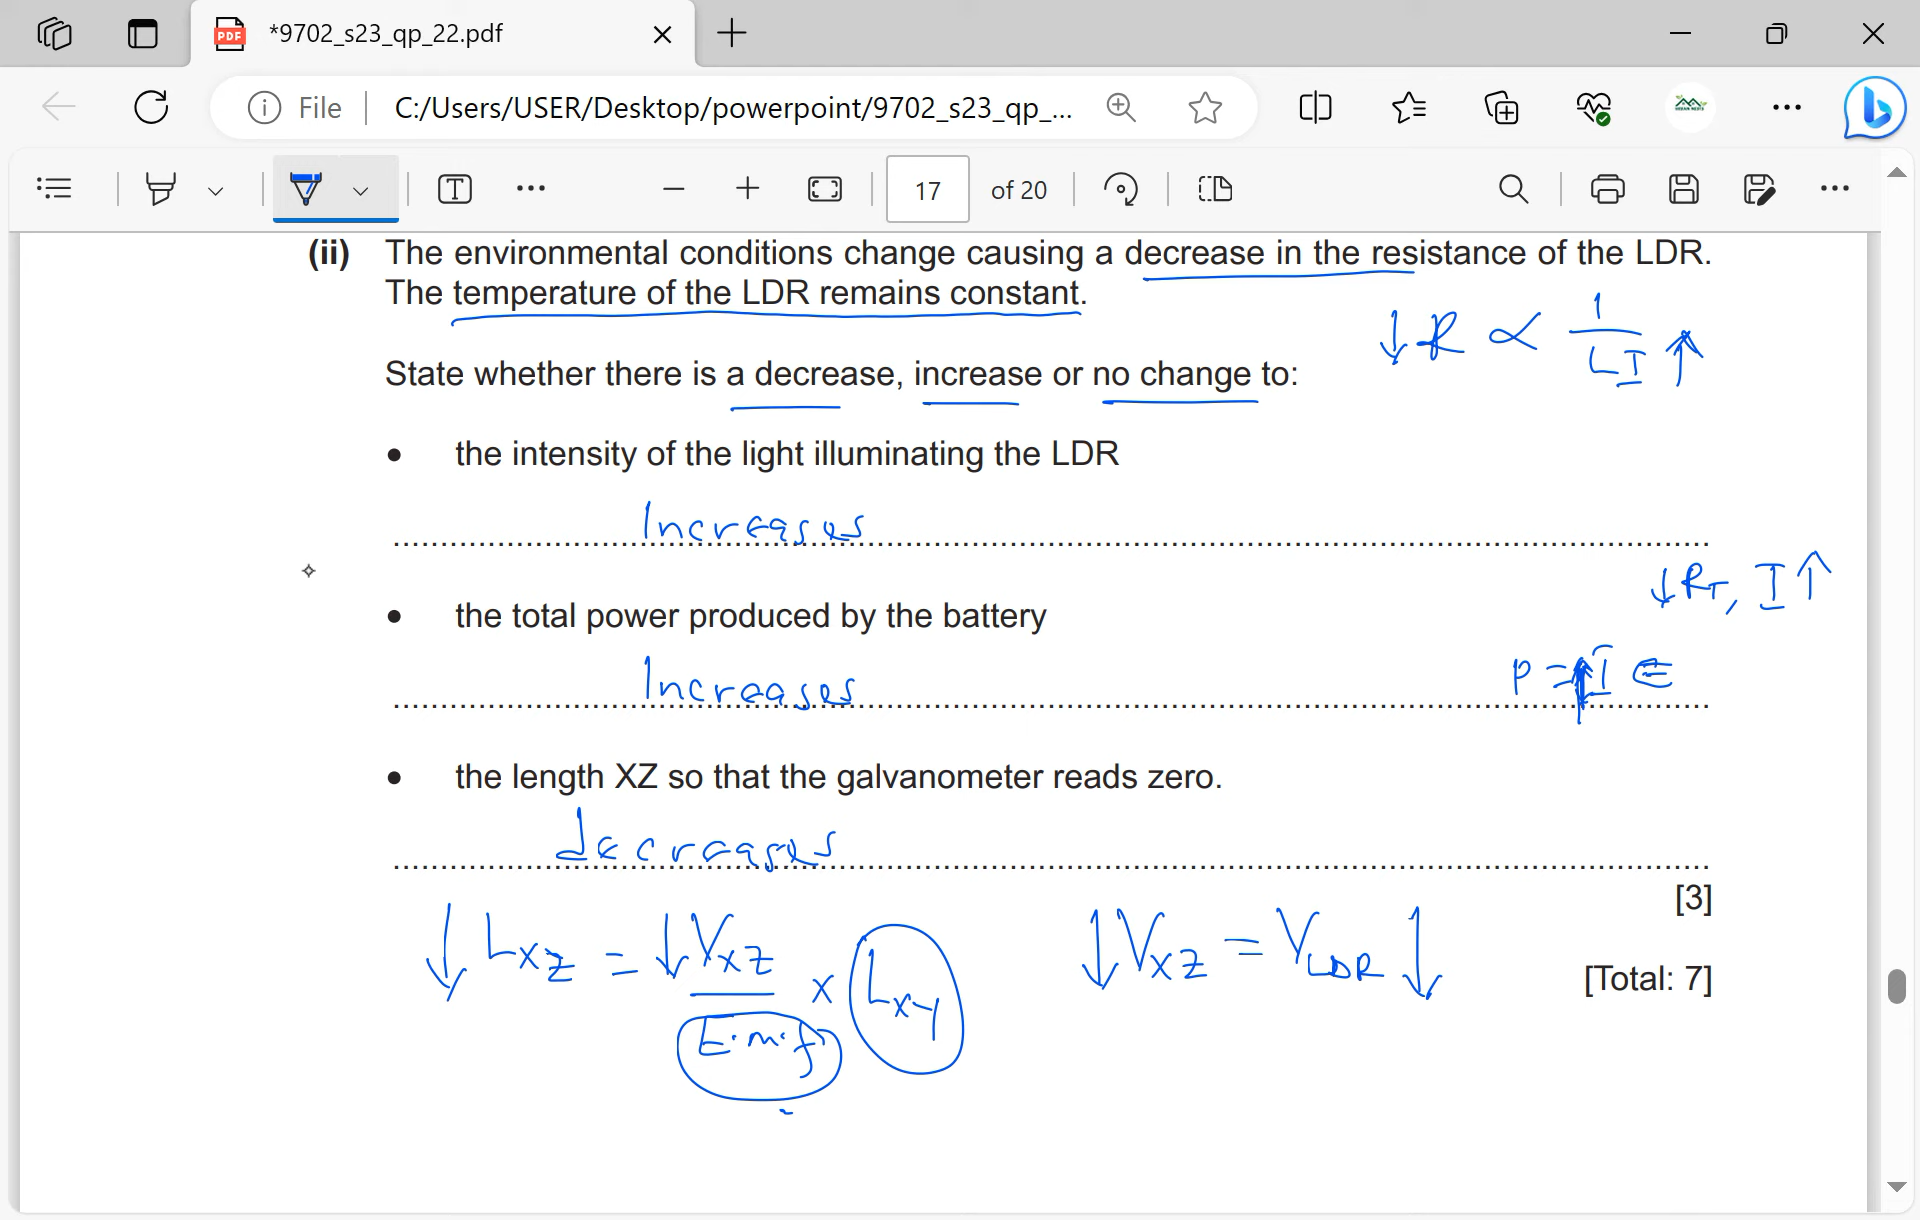 *9702_s23_qp_22.pdf
File C:/Users/USER/Desktop/powerpoint/9702_s23_qp_...
17 of 20
(ii) The environmental conditions change causing a decrease in the resistance of the LDR.
The temperature of the LDR remains constant.
↓R ∝ 1/LI ↑
State whether there is a decrease, increase or no change to:
• the intensity of the light illuminating the LDR
Increases
↓RT, I↑
• the total power produced by the battery
P = ↑I E
Increases
• the length XZ so that the galvanometer reads zero.
decreases
[3]
↓ LXZ = ↓VXZ / E.m.f × LXY
↓VXZ = VLDR ↓
[Total: 7]